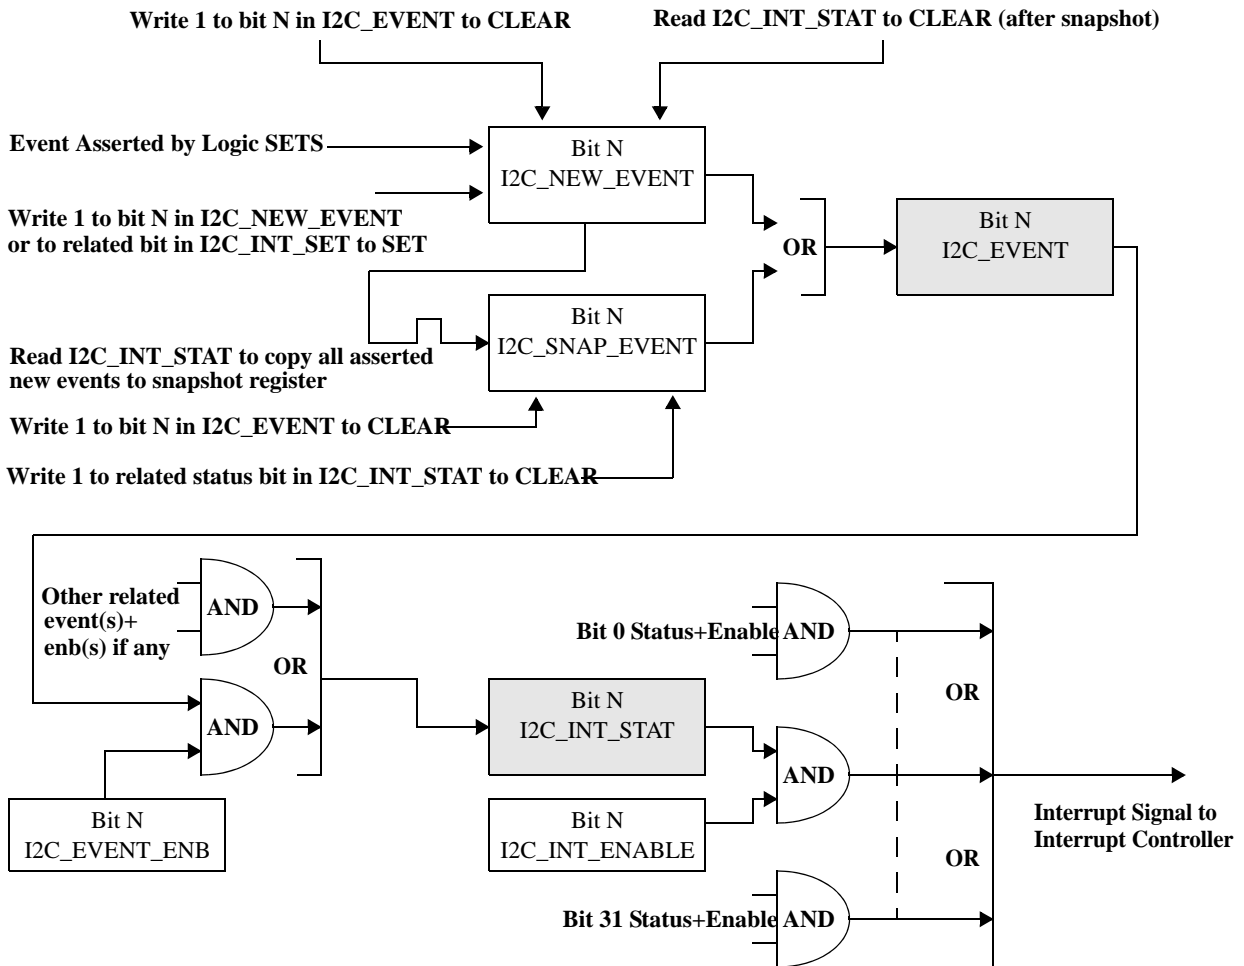 Write 1 to bit N in I2C_EVENT to CLEAR
Read I2C_INT_STAT to CLEAR (after snapshot)
Event Asserted by Logic SETS
Bit N
I2C_NEW_EVENT
Write 1 to bit N in I2C_NEW_EVENT
or to related bit in I2C_INT_SET to SET
OR
Bit N
I2C_EVENT
Bit N
I2C_SNAP_EVENT
Read I2C_INT_STAT to copy all asserted
new events to snapshot register
Write 1 to bit N in I2C_EVENT to CLEAR
Write 1 to related status bit in I2C_INT_STAT to CLEAR
Other related
event(s)+
enb(s) if any
AND
OR
AND
Bit N
I2C_EVENT_ENB
Bit N
I2C_INT_STAT
Bit N
I2C_INT_ENABLE
Bit 0 Status+Enable
AND
OR
AND
OR
Bit 31 Status+Enable
AND
Interrupt Signal to
Interrupt Controller